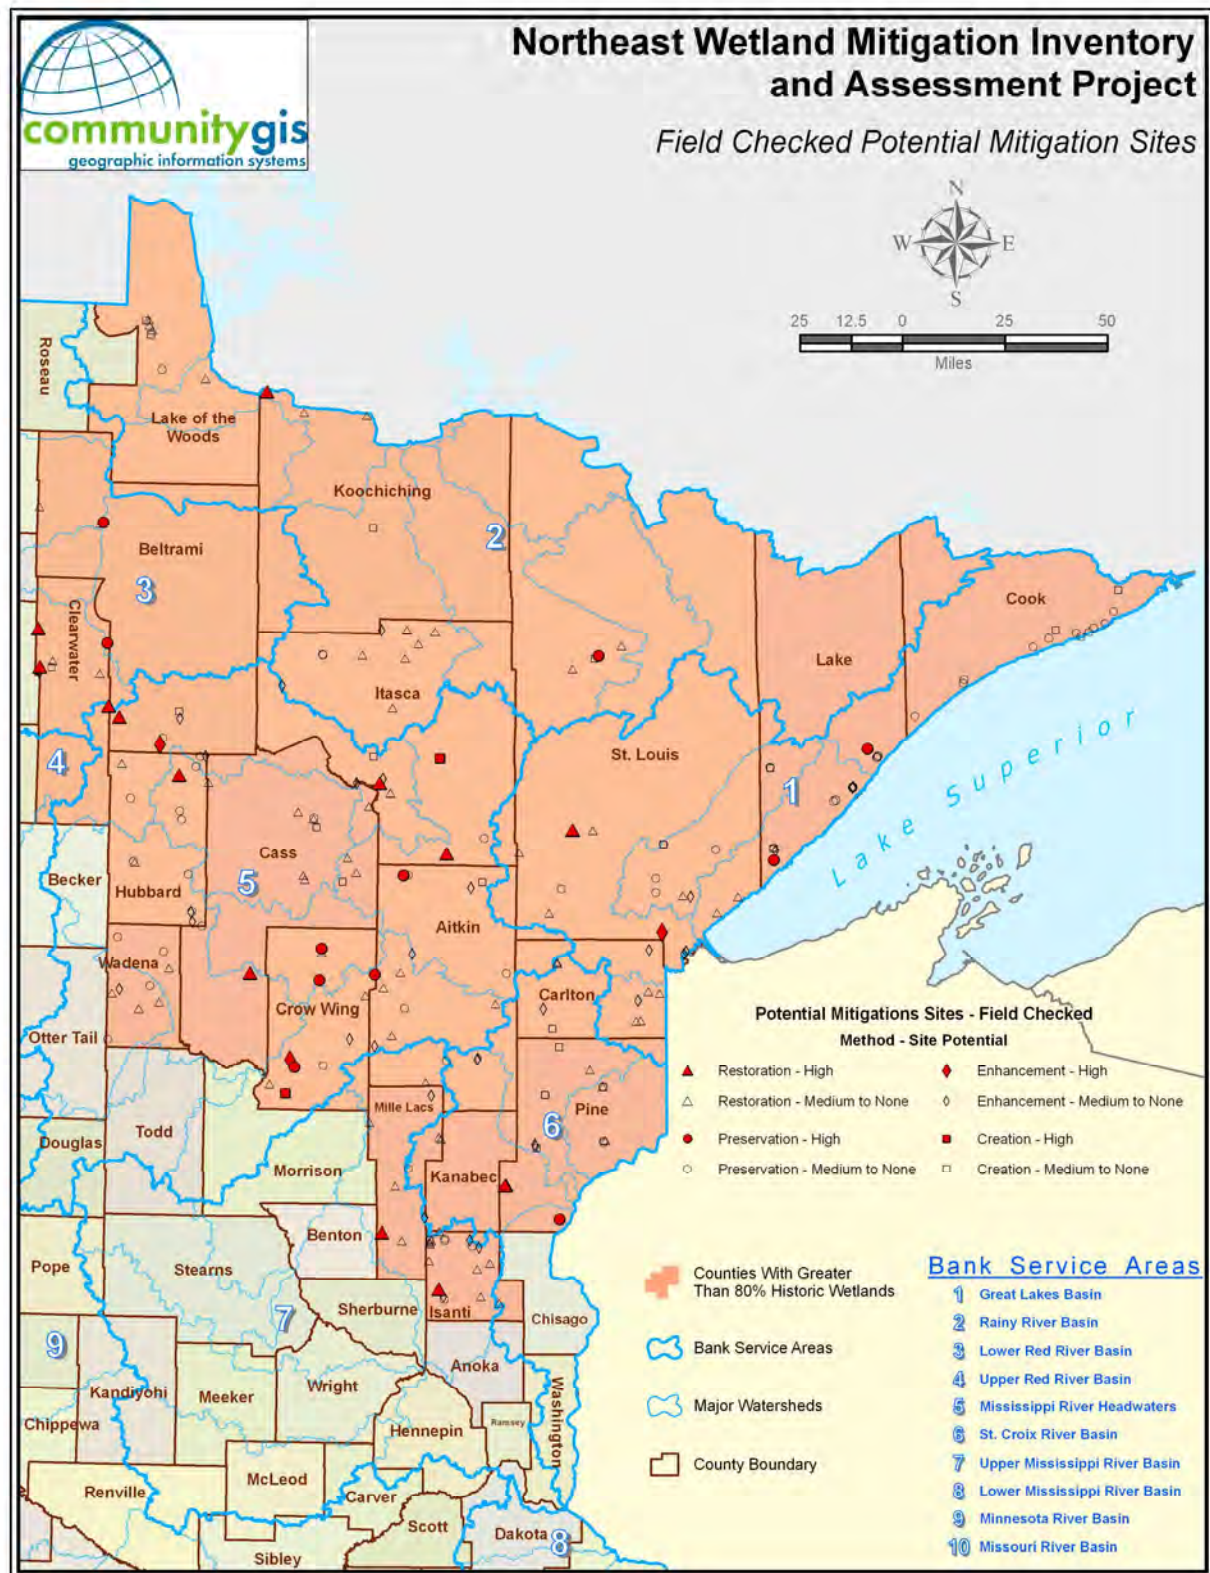 communitygis
geographic information systems
Northeast Wetland Mitigation Inventory
and Assessment Project
Field Checked Potential Mitigation Sites
N
W E
S
25 12.5 0 25 50
Miles
Roseau
Lake of the
Woods
Koochiching
2
Beltrami
3
Clearwater
Cook
Lake
Itasca
St. Louis
1
4
Lake Superior
Cass
5
Becker
Hubbard
Aitkin
Wadena
Carlton
Crow Wing
Otter Tail
Potential Mitigations Sites - Field Checked
Method - Site Potential
Restoration - High
Enhancement - High
Restoration - Medium to None
Enhancement - Medium to None
Preservation - High
Creation - High
Preservation - Medium to None
Creation - Medium to None
Mille Lacs
Pine
6
Todd
Douglas
Morrison
Kanabec
Benton
Pope
Stearns
Sherburne
Isanti
Chisago
7
9
Anoka
Kandiyohi
Meeker
Wright
Washington
Chippewa
Hennepin
Ramsey
McLeod
Renville
Carver
Scott
Dakota
8
Sibley
Counties With Greater
Than 80% Historic Wetlands
Bank Service Areas
Major Watersheds
County Boundary
Bank Service Areas
1 Great Lakes Basin
2 Rainy River Basin
3 Lower Red River Basin
4 Upper Red River Basin
5 Mississippi River Headwaters
6 St. Croix River Basin
7 Upper Mississippi River Basin
8 Lower Mississippi River Basin
9 Minnesota River Basin
10 Missouri River Basin